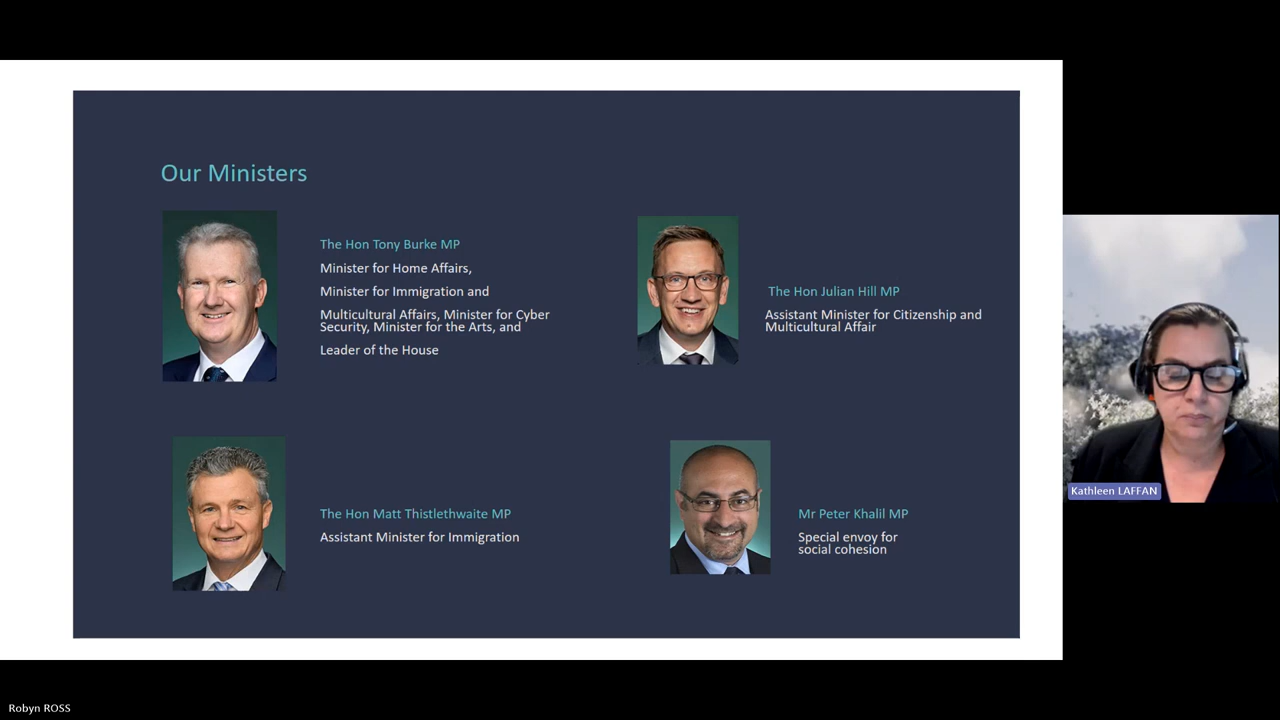 Our Ministers
The Hon Tony Burke MP
Minister for Home Affairs,
Minister for Immigration and
Multicultural Affairs, Minister for Cyber
Security, Minister for the Arts, and
Leader of the House
The Hon Julian Hill MP
Assistant Minister for Citizenship and
Multicultural Affair
The Hon Matt Thistlethwaite MP
Assistant Minister for Immigration
Mr Peter Khalil MP
Special envoy for
social cohesion
Kathleen LAFFAN
Robyn ROSS